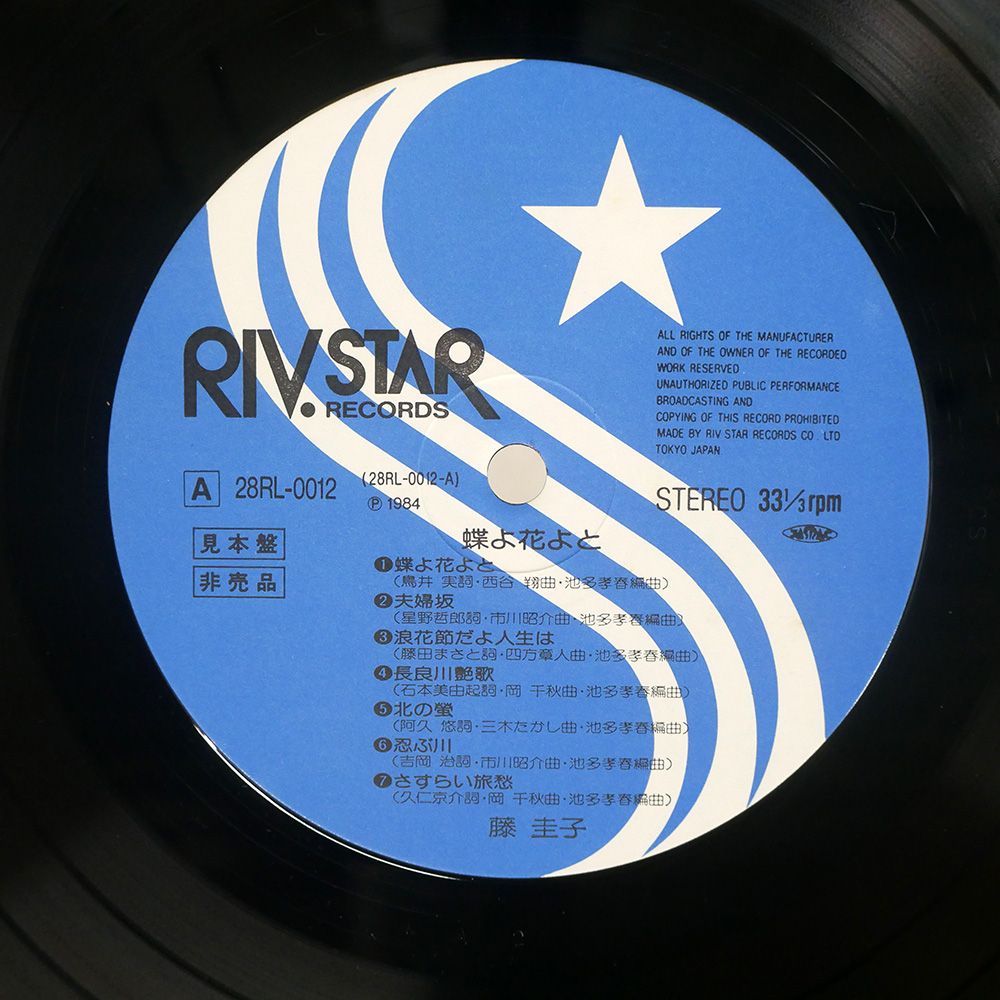 RIV.STAR
RECORDS
ALL RIGHTS OF THE MANUFACTURER
AND OF THE OWNER OF THE RECORDED
WORK RESERVED
UNAUTHORIZED PUBLIC PERFORMANCE
BROADCASTING AND
COPYING OF THIS RECORD PROHIBITED
MADE BY RIV STAR RECORDS CO. LTD
TOKYO JAPAN
A 28RL-0012 (28RL-0012-A)
Ⓟ 1984
STEREO 33 1/3 rpm
JASRAC
見本盤
非売品
蝶よ花よと
❶蝶よ花よと
(鳥井 実詞・西谷 翔曲・池多孝春編曲)
❷夫婦坂
(星野哲郎詞・市川昭介曲・池多孝春編曲)
❸浪花節だよ人生は
(藤田まさと詞・四方章人曲・池多孝春編曲)
❹長良川艶歌
(石本美由起詞・岡 千秋曲・池多孝春編曲)
❺北の螢
(阿久 悠詞・三木たかし曲・池多孝春編曲)
❻忍ぶ川
(吉岡 治詞・市川昭介曲・池多孝春編曲)
❼さすらい旅愁
(久仁京介詞・岡 千秋曲・池多孝春編曲)
藤 圭子